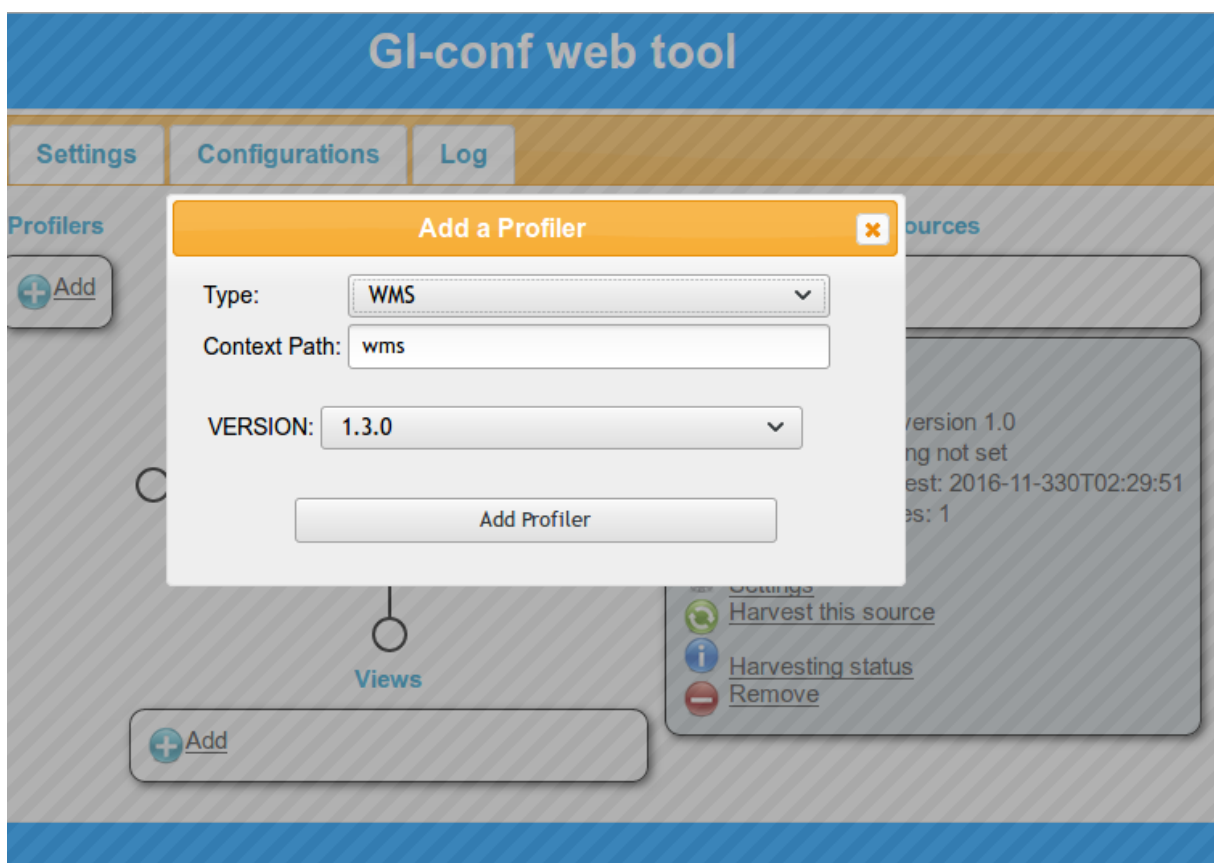 GI-conf web tool
Settings
Configurations
Log
Profilers
ources
Add
Add a Profiler
Type:
WMS
Context Path:
wms
VERSION:
1.3.0
Add Profiler
version 1.0
ng not set
est: 2016-11-330T02:29:51
es: 1
Settings
Harvest this source
Harvesting status
Remove
Views
Add